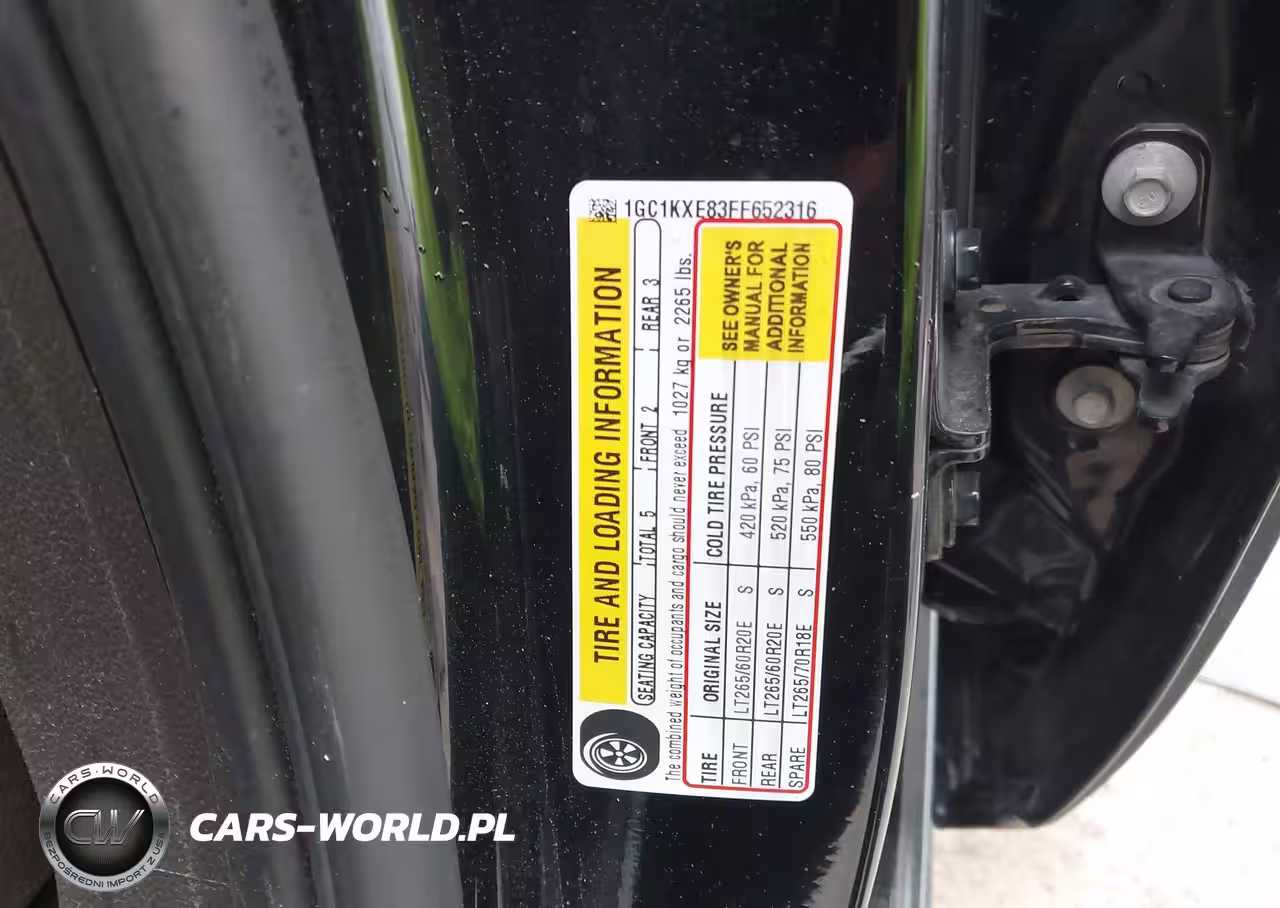 1GC1KXE83FF652316
TIRE AND LOADING INFORMATION
SEATING CAPACITY TOTAL 5 FRONT 2 REAR 3
The combined weight of occupants and cargo should never exceed 1027 kg or 2265 lbs.
TIRE ORIGINAL SIZE COLD TIRE PRESSURE
FRONT LT265/60R20E S 420 kPa, 60 PSI
REAR LT265/60R20E S 520 kPa, 75 PSI
SPARE LT265/70R18E S 550 kPa, 80 PSI
SEE OWNER'S
MANUAL FOR
ADDITIONAL
INFORMATION
CARS-WORLD
CW
BEZPOŚREDNI IMPORT Z USA
CARS-WORLD.PL